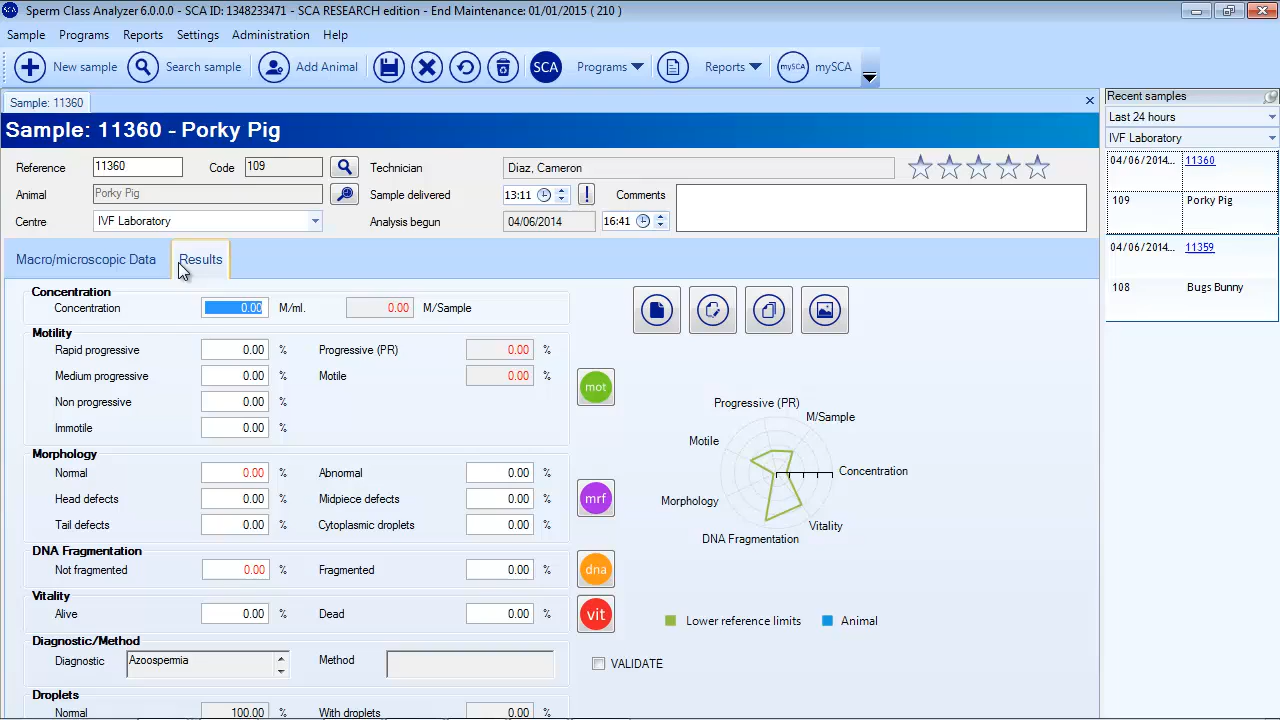 SCA Sperm Class Analyzer 6.0.0.0 - SCA ID: 1348233471 - SCA RESEARCH edition - End Maintenance: 01/01/2015 ( 210 )
Sample Programs Reports Settings Administration Help
New sample Search sample Add Animal SCA Programs Reports mySCA mySCA
Sample: 11360
Sample: 11360 - Porky Pig
Reference 11360 Code 109 Technician Diaz, Cameron
Animal Porky Pig Sample delivered 13:11 ! Comments
Centre IVF Laboratory Analysis begun 04/06/2014 16:41
Macro/microscopic Data Results
Concentration
Concentration 0.00 M/ml. 0.00 M/Sample
Motility
Rapid progressive 0.00 % Progressive (PR) 0.00 %
Medium progressive 0.00 % Motile 0.00 %
Non progressive 0.00 %
Immotile 0.00 %
mot
Morphology
Normal 0.00 % Abnormal 0.00 %
Head defects 0.00 % Midpiece defects 0.00 %
Tail defects 0.00 % Cytoplasmic droplets 0.00 %
mrf
DNA Fragmentation
Not fragmented 0.00 % Fragmented 0.00 %
dna
Vitality
Alive 0.00 % Dead 0.00 %
vit
Diagnostic/Method
Diagnostic Azoospermia Method
Droplets
Normal 100.00 With droplets 0.00 %
Progressive (PR)
M/Sample
Motile
Concentration
Morphology
Vitality
DNA Fragmentation
Lower reference limits Animal
VALIDATE
Recent samples
Last 24 hours
IVF Laboratory
04/06/2014... 11360
109 Porky Pig
04/06/2014... 11359
108 Bugs Bunny